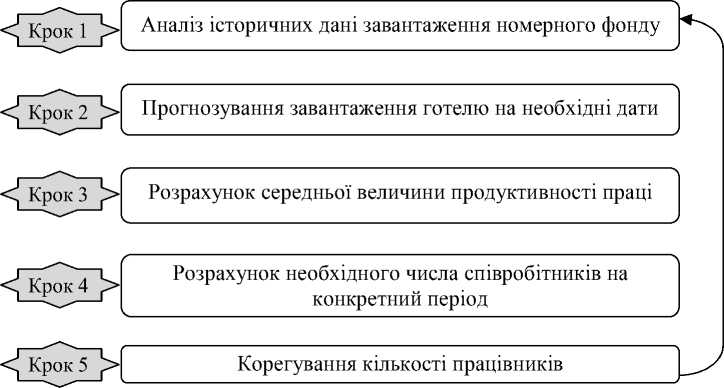 Крок 1
Аналіз історичних дані завантаження номерного фонду
Крок 2
Прогнозування завантаження готелю на необхідні дати
Крок 3
Розрахунок середньої величини продуктивності праці
Крок 4
Розрахунок необхідного числа співробітників на
конкретний період
Крок 5
Корегування кількості працівників